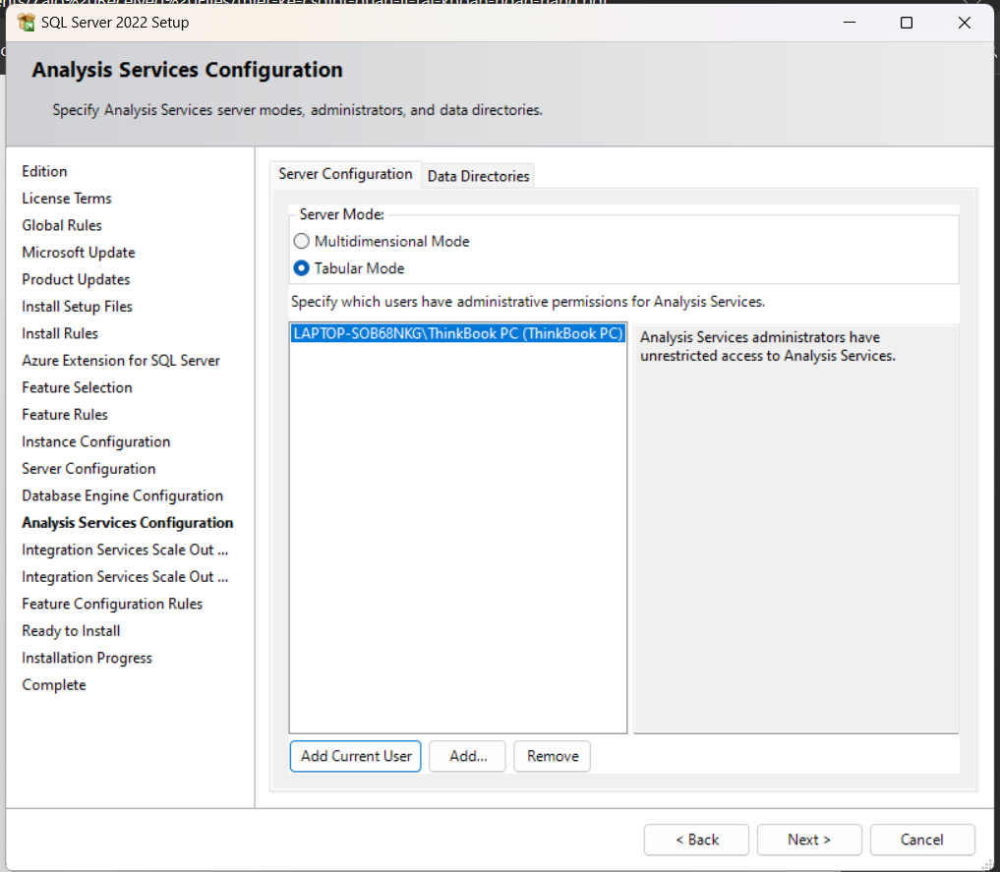 SQL Server 2022 Setup
Analysis Services Configuration
Specify Analysis Services server modes, administrators, and data directories.
Edition
License Terms
Global Rules
Microsoft Update
Product Updates
Install Setup Files
Install Rules
Azure Extension for SQL Server
Feature Selection
Feature Rules
Instance Configuration
Server Configuration
Database Engine Configuration
Analysis Services Configuration
Integration Services Scale Out ...
Integration Services Scale Out ...
Feature Configuration Rules
Ready to Install
Installation Progress
Complete
Server Configuration
Data Directories
Server Mode:
Multidimensional Mode
Tabular Mode
Specify which users have administrative permissions for Analysis Services.
LAPTOP-SOB68NKG\ThinkBook PC (ThinkBook PC)
Analysis Services administrators have
unrestricted access to Analysis Services.
Add Current User
Add...
Remove
< Back
Next >
Cancel